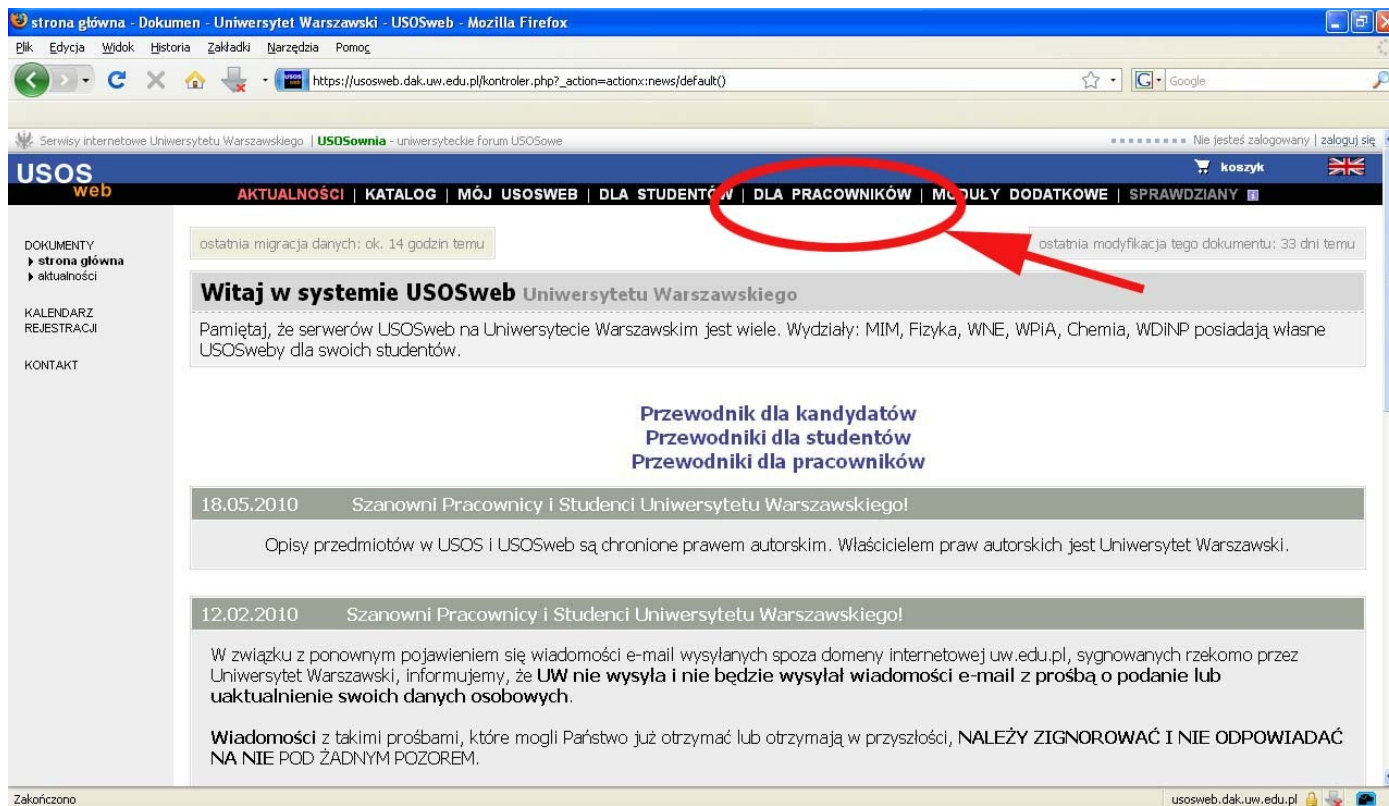 strona główna - Dokumen - Uniwersytet Warszawski - USOSweb - Mozilla Firefox
Plik Edycja Widok Historia Zakładki Narzędzia Pomoc
https://usosweb.dak.uw.edu.pl/kontroler.php?_action=actionx:news/default()
G Google
Serwisy internetowe Uniwersytetu Warszawskiego | USOSownia - uniwersyteckie forum USOSowe Nie jesteś zalogowany | zaloguj się
USOS
web
koszyk
AKTUALNOŚCI | KATALOG | MÓJ USOSWEB | DLA STUDENTÓW | DLA PRACOWNIKÓW | MODUŁY DODATKOWE | SPRAWDZIANY
DOKUMENTY
strona główna
aktualności
KALENDARZ
REJESTRACJI
KONTAKT
ostatnia migracja danych: ok. 14 godzin temu
ostatnia modyfikacja tego dokumentu: 33 dni temu
Witaj w systemie USOSweb Uniwersytetu Warszawskiego
Pamiętaj, że serwerów USOSweb na Uniwersytecie Warszawskim jest wiele. Wydziały: MIM, Fizyka, WNE, WPiA, Chemia, WDiNP posiadają własne
USOSweby dla swoich studentów.
Przewodnik dla kandydatów
Przewodniki dla studentów
Przewodniki dla pracowników
18.05.2010 Szanowni Pracownicy i Studenci Uniwersytetu Warszawskiego!
Opisy przedmiotów w USOS i USOSweb są chronione prawem autorskim. Właścicielem praw autorskich jest Uniwersytet Warszawski.
12.02.2010 Szanowni Pracownicy i Studenci Uniwersytetu Warszawskiego!
W związku z ponownym pojawieniem się wiadomości e-mail wysyłanych spoza domeny internetowej uw.edu.pl, sygnowanych rzekomo przez
Uniwersytet Warszawski, informujemy, że UW nie wysyła i nie będzie wysyłał wiadomości e-mail z prośbą o podanie lub
uaktualnienie swoich danych osobowych.
Wiadomości z takimi prośbami, które mogli Państwo już otrzymać lub otrzymają w przyszłości, NALEŻY ZIGNOROWAĆ I NIE ODPOWIADAĆ
NA NIE POD ŻADNYM POZOREM.
Zakończono
usosweb.dak.uw.edu.pl